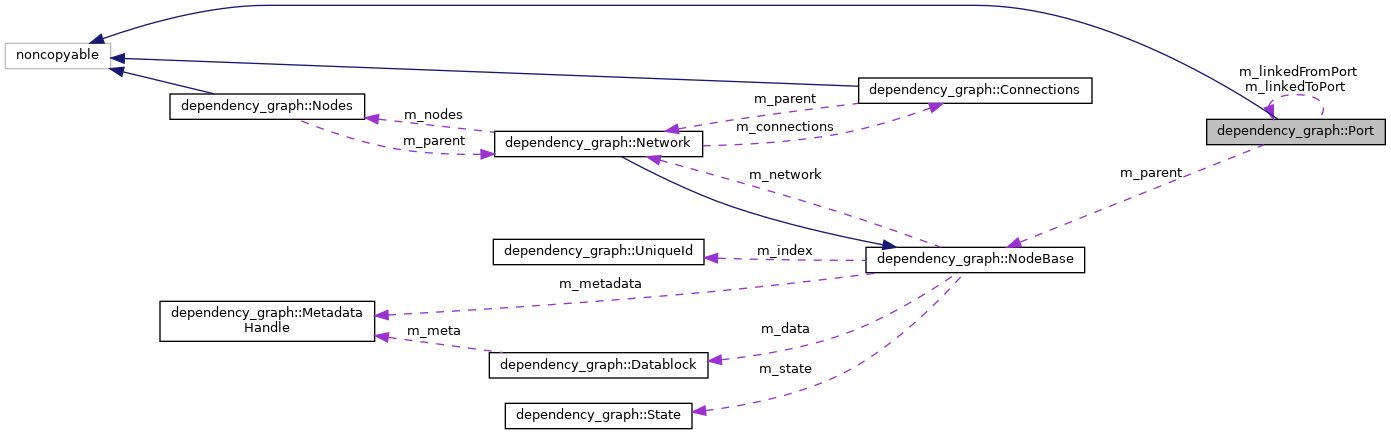 noncopyable
m_linkedFromPort
m_linkedToPort
dependency_graph::Connections
dependency_graph::Nodes
m_parent
m_nodes
m_connections
dependency_graph::Port
m_parent
dependency_graph::Network
m_network
m_parent
dependency_graph::UniqueId
m_index
dependency_graph::NodeBase
m_metadata
dependency_graph::Metadata
Handle
m_meta
m_data
dependency_graph::Datablock
m_state
dependency_graph::State